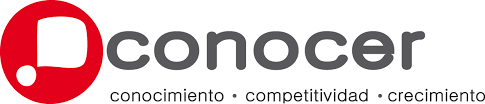 conocer
conocimiento • competitividad • crecimiento